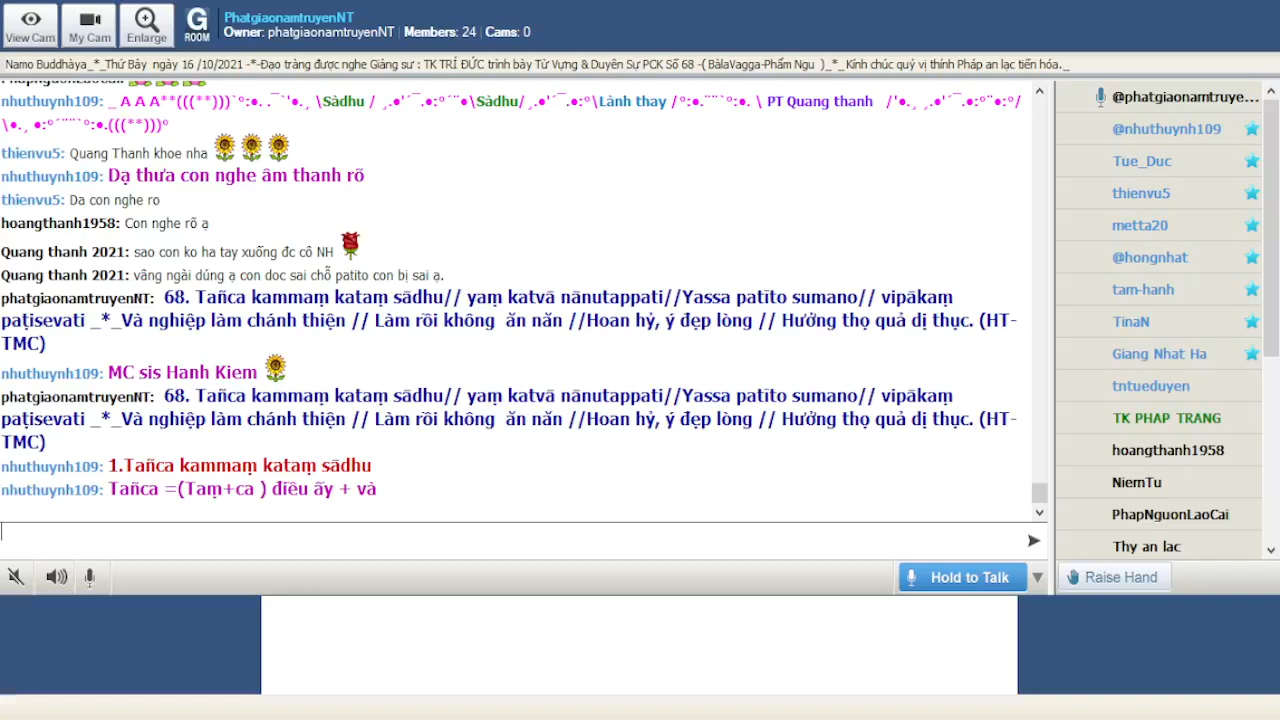 View Cam
My Cam
Enlarge
G
ROOM
PhatgiaonamtruyenNT
Owner: phatgiaonamtruyenNT | Members: 24 | Cams: 0
Namo Buddhàya_*_Thứ Bảy ngày 16 /10/2021 -*-Đạo tràng được nghe Giảng sư : TK TRÍ ĐỨC trình bày Từ Vựng & Duyên Sự PCK Số 68 -( BàlaVagga-Phẩm Ngu )_*_ Kính chúc quý vị thính Pháp an lạc tiến hóa._
nhuthuynh109: _ A A A**(((**)))`º:•. .¯`'•.¸ \Sàdhu / ¸.•'´¯.•:º´¨•\Sàdhu/¸.•'´¯.•:º\Lành thay /º:•.¨¨`º:•. \ PT Quang thanh /'•.¸ ¸.•'´¯.•:º¨•:º/
\•.¸ •:º´¨¨`º:•.(((**)))º
thienvu5: Quang Thanh khoe nha
nhuthuynh109: Dạ thưa con nghe âm thanh rõ
thienvu5: Da con nghe ro
hoangthanh1958: Con nghe rõ ạ
Quang thanh 2021: sao con ko ha tay xuống đc cô NH
Quang thanh 2021: vâng ngài dúng ạ con doc sai chỗ patito con bị sai ạ.
phatgiaonamtruyenNT: 68. Tañca kammaṃ kataṃ sādhu// yaṃ katvā nānutappati//Yassa patīto sumano// vipākaṃ
paṭisevati _*_Và nghiệp làm chánh thiện // Làm rồi không ăn năn //Hoan hỷ, ý đẹp lòng // Hưởng thọ quả dị thục. (HT-
TMC)
nhuthuynh109: MC sis Hanh Kiem
phatgiaonamtruyenNT: 68. Tañca kammaṃ kataṃ sādhu// yaṃ katvā nānutappati//Yassa patīto sumano// vipākaṃ
paṭisevati _*_Và nghiệp làm chánh thiện // Làm rồi không ăn năn //Hoan hỷ, ý đẹp lòng // Hưởng thọ quả dị thục. (HT-
TMC)
nhuthuynh109: 1.Tañca kammaṃ kataṃ sādhu
nhuthuynh109: Tañca =(Taṃ+ca ) điều ấy + và
@phatgiaonamtruye...
@nhuthuynh109
Tue_Duc
thienvu5
metta20
@hongnhat
tam-hanh
TinaN
Giang Nhat Ha
tntueduyen
TK PHAP TRANG
hoangthanh1958
NiemTu
PhapNguonLaoCai
Thy an lac
Hold to Talk
Raise Hand